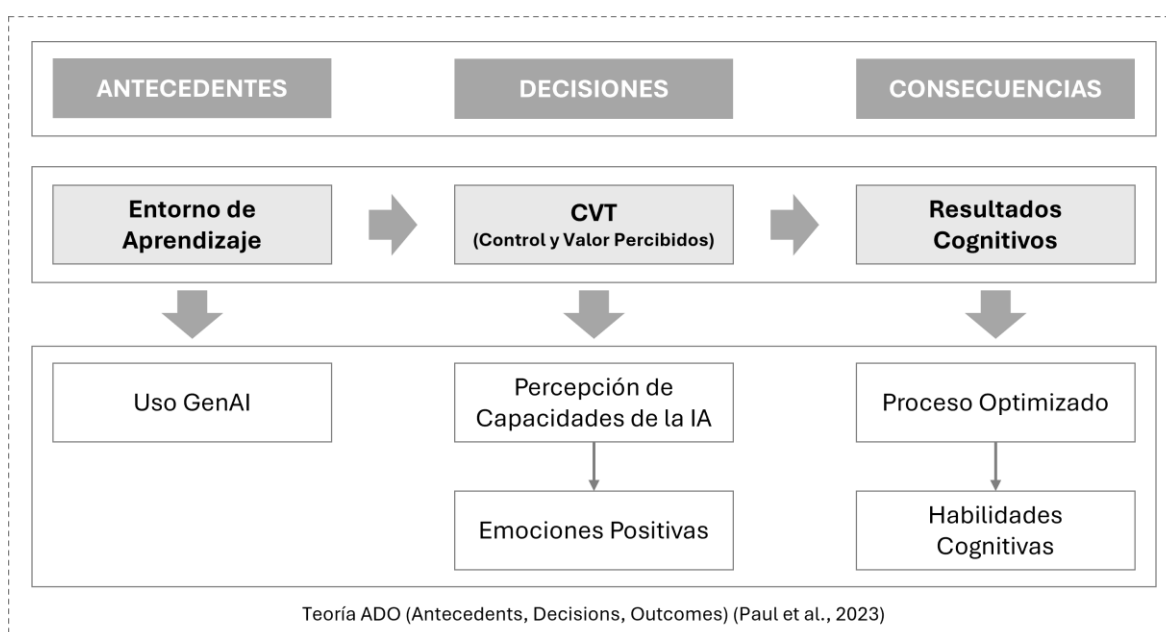 ANTECEDENTES
DECISIONES
CONSECUENCIAS
Entorno de
Aprendizaje
CVT
(Control y Valor Percibidos)
Resultados
Cognitivos
Uso GenAI
Percepción de
Capacidades de la IA
Proceso Optimizado
Emociones Positivas
Habilidades
Cognitivas
Teoría ADO (Antecedents, Decisions, Outcomes) (Paul et al., 2023)